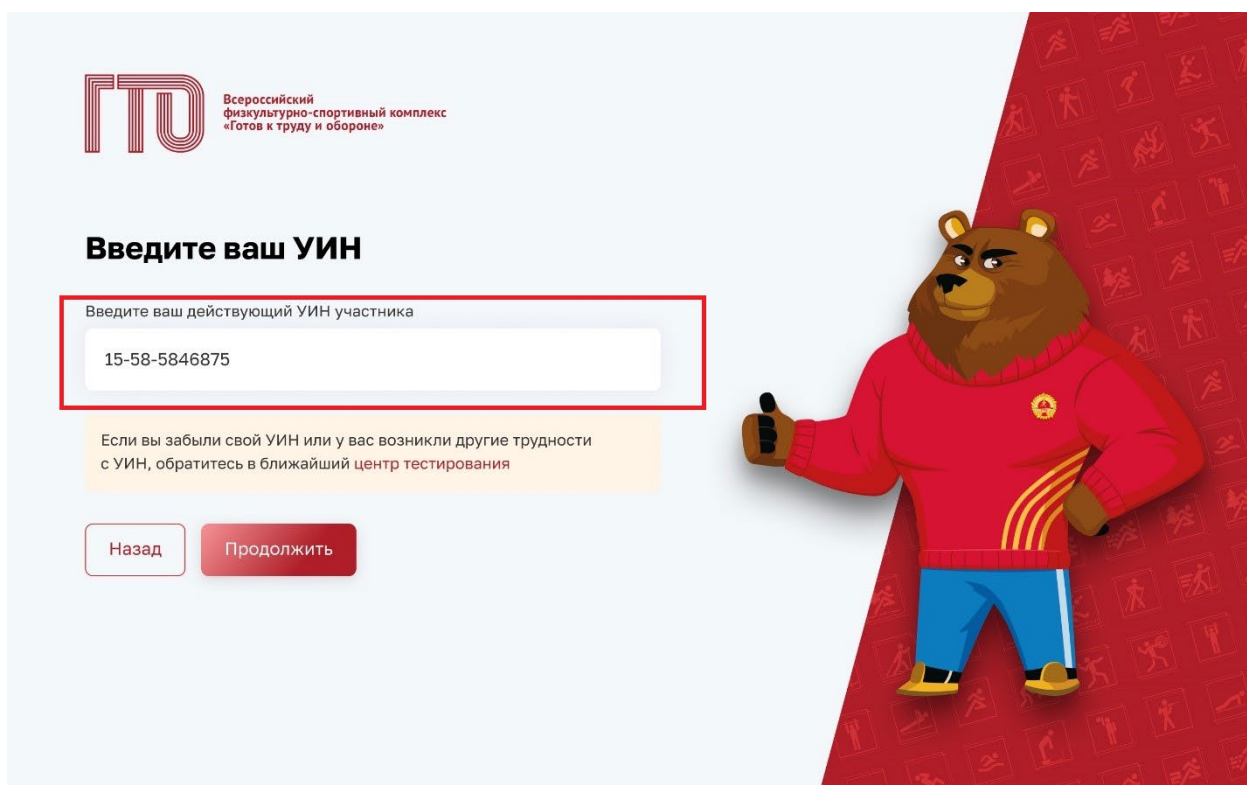 ГТО
Всероссийский
физкультурно-спортивный комплекс
«Готов к труду и обороне»
Введите ваш УИН
Введите ваш действующий УИН участника
15-58-5846875
Если вы забыли свой УИН или у вас возникли другие трудности
с УИН, обратитесь в ближайший центр тестирования
Назад
Продолжить